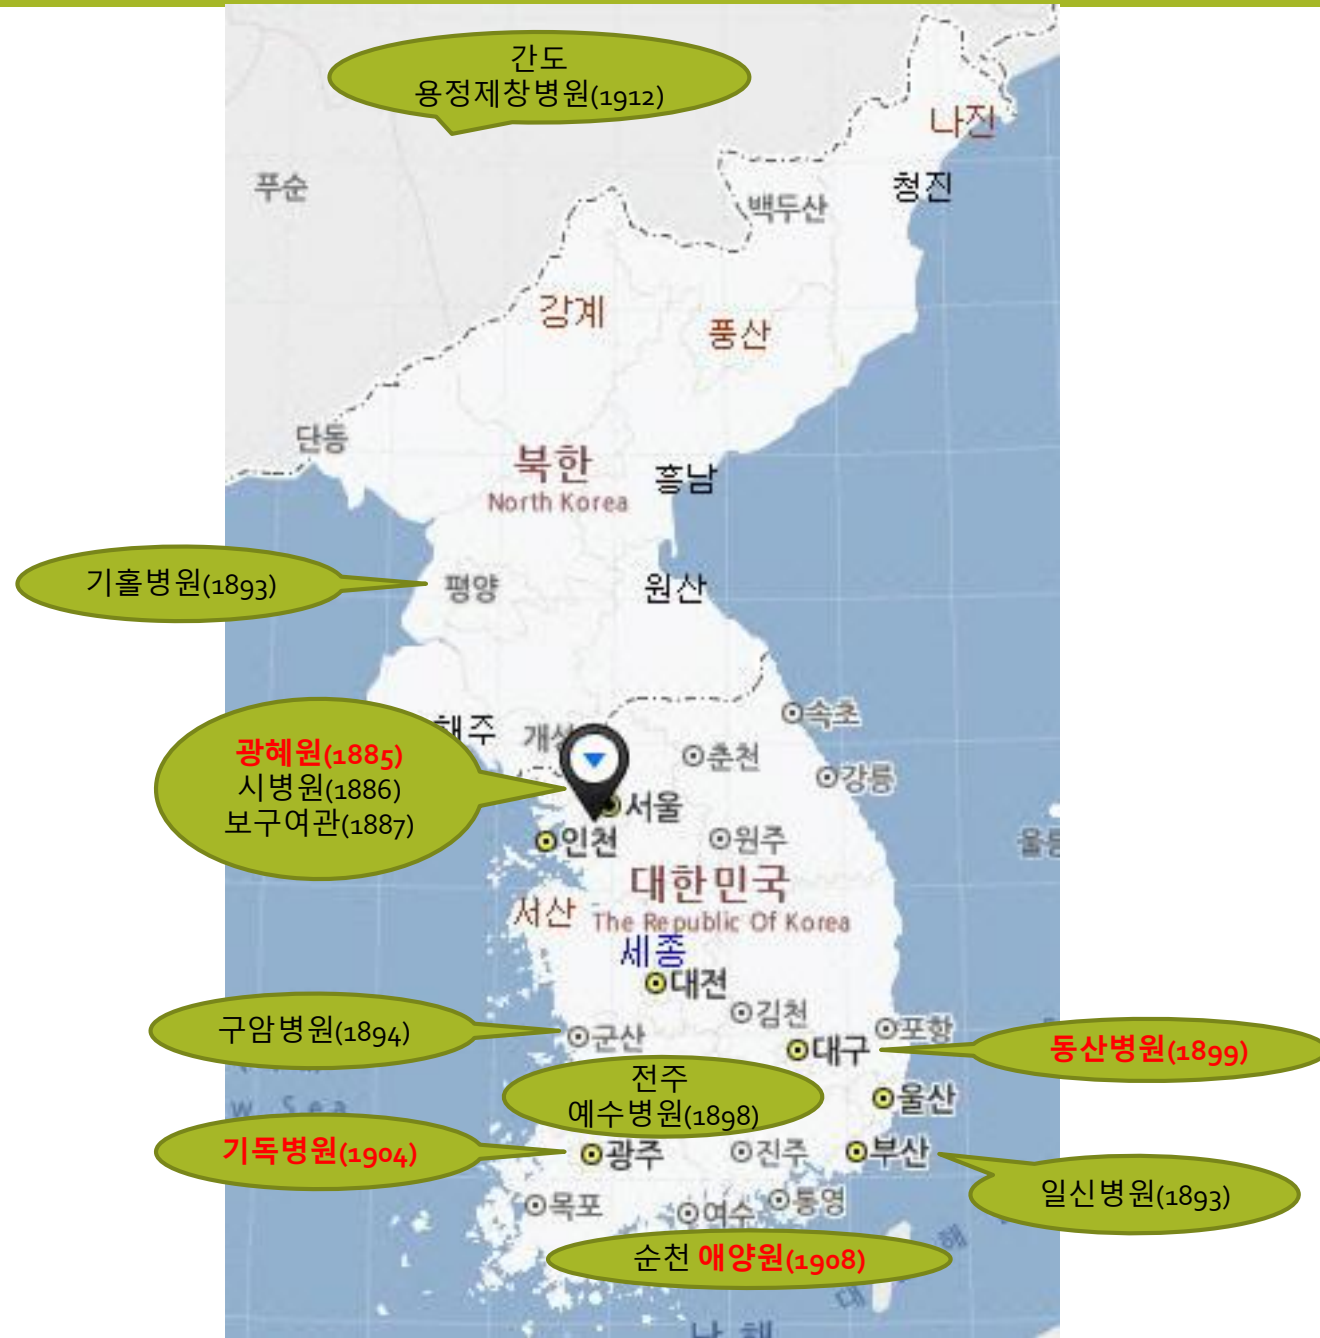 간도
용정제창병원(1912)
나진
청진
푸순
백두산
강계
풍산
단동
북한
North Korea
흥남
기홀병원(1893)
평양
원산
속초
해주
개성
춘천
강릉
광혜원(1885)
시병원(1886)
보구여관(1887)
서울
인천
원주
대한민국
The Republic Of Korea
서산
세종
대전
김천
포항
구암병원(1894)
군산
대구
동산병원(1899)
전주
예수병원(1898)
울산
기독병원(1904)
광주
진주
부산
일신병원(1893)
목포
여수
통영
순천 애양원(1908)
남해